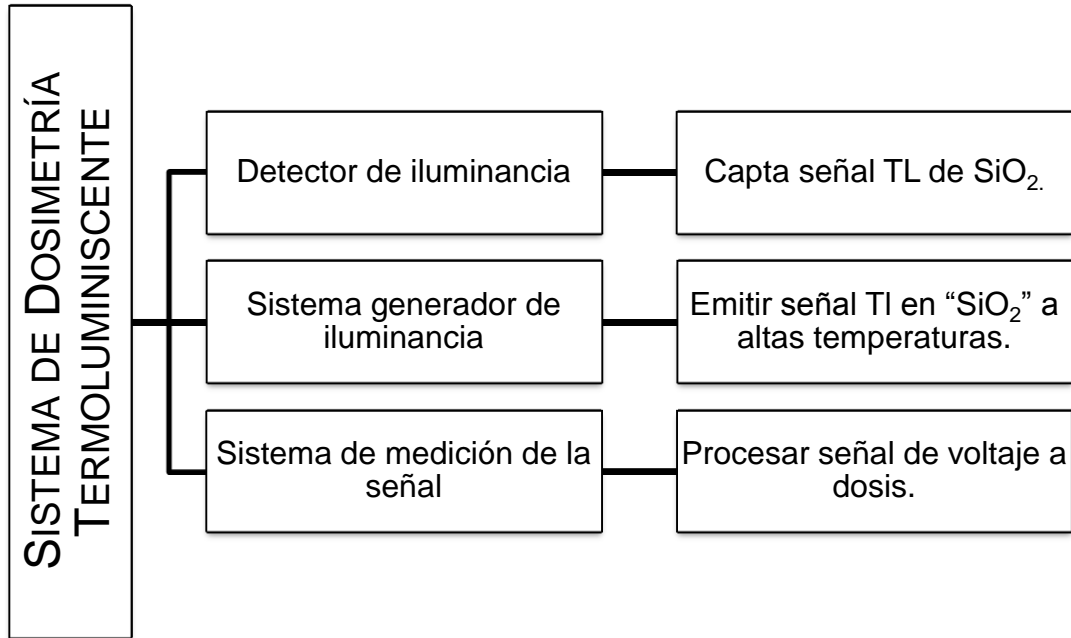 SISTEMA DE DOSIMETRÍA
TERMOLUMINISCENTE
Detector de iluminancia
Capta señal TL de SiO₂.
Sistema generador de
iluminancia
Emitir señal Tl en “SiO₂” a
altas temperaturas.
Sistema de medición de la
señal
Procesar señal de voltaje a
dosis.